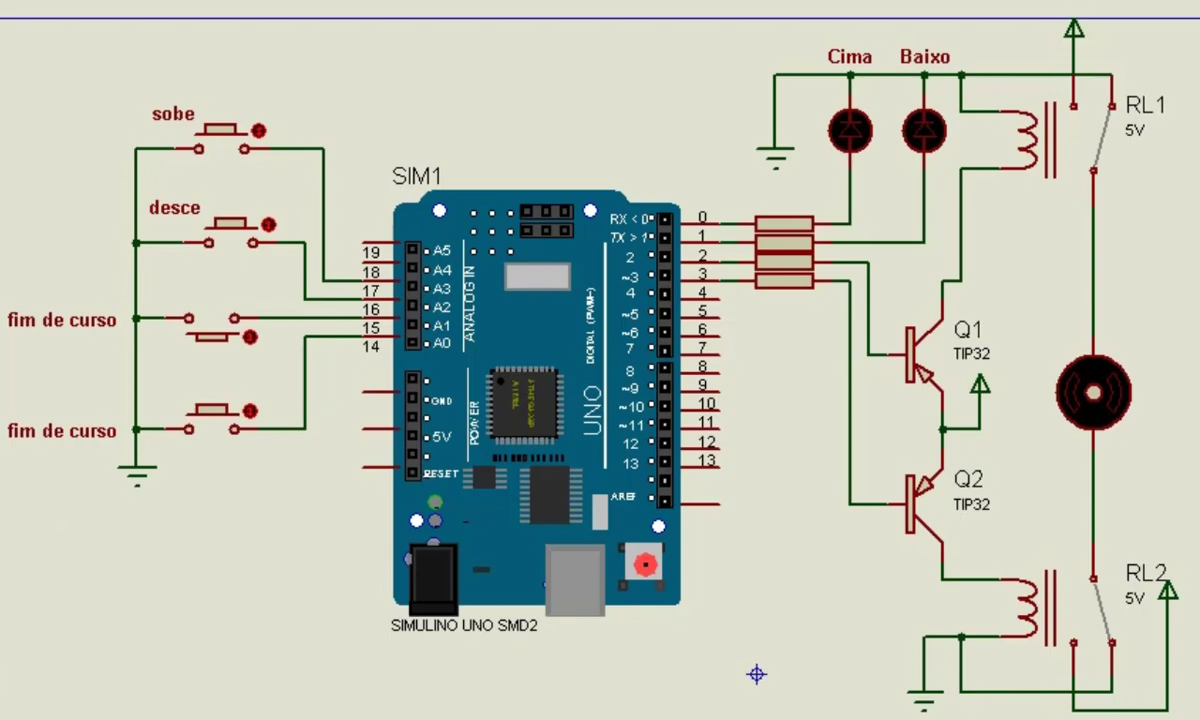 Cima Baixo
RL1
5V
sobe
SIM1
desce
fim de curso
fim de curso
19
18
17
16
15
14
A5
A4
A3
A2
A1
A0
ANALOG IN
GND
5V
RESET
POWER
RX < 0
TX > 1
2
~3
4
~5
~6
7
8
~9
~10
~11
12
13
AREF
DIGITAL (PWM~)
UNO
0
1
2
3
4
5
6
7
8
9
10
11
12
13
SIMULINO UNO SMD2
Q1
TIP32
Q2
TIP32
RL2
5V